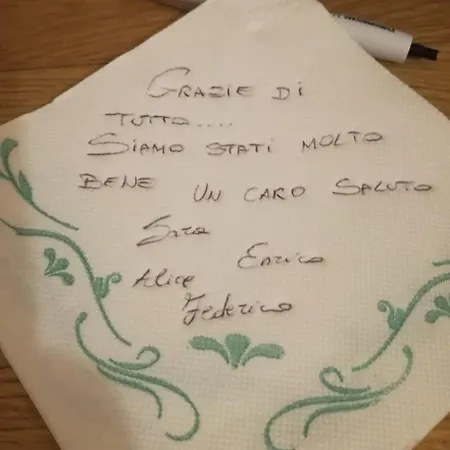 GRAZIE DI
TUTTO....
SIAMO STATI MOLTO
BENE UN CARO SALUTO
Sara
Enrico
Alice
Federico